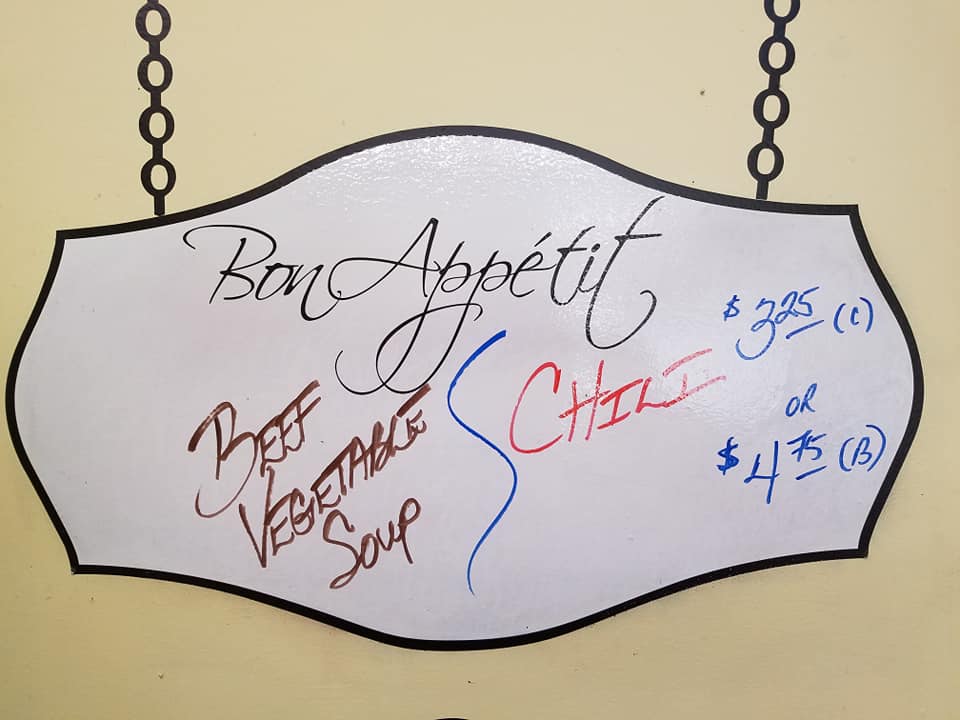 Bon Appétit
BEEF
VEGETABLE
SOUP
CHILI
$3.25 (C)
OR
$4.75 (B)